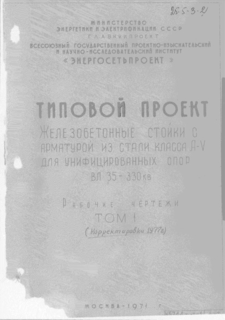 МИНИСТЕРСТВО
ЭНЕРГЕТИКИ И ЭЛЕКТРИФИКАЦИИ СССР
ВСЕСОЮЗНЫЙ ГОСУДАРСТВЕННЫЙ ПРОЕКТНО-ИЗЫСКАТЕЛЬСКИЙ
И НАУЧНО-ИССЛЕДОВАТЕЛЬСКИЙ ИНСТИТУТ
"ЭНЕРГОСЕТЬПРОЕКТ"
ТИПОВОЙ ПРОЕКТ
ЖЕЛЕЗОБЕТОННЫЕ СТОЙКИ С
АРМАТУРОЙ ИЗ СТАЛИ КЛАССА А-V
ДЛЯ УНИФИЦИРОВАННЫХ ОПОР
ВЛ 35-330кв
Рабочие чертежи
ТОМ I
МОСКВА-1971